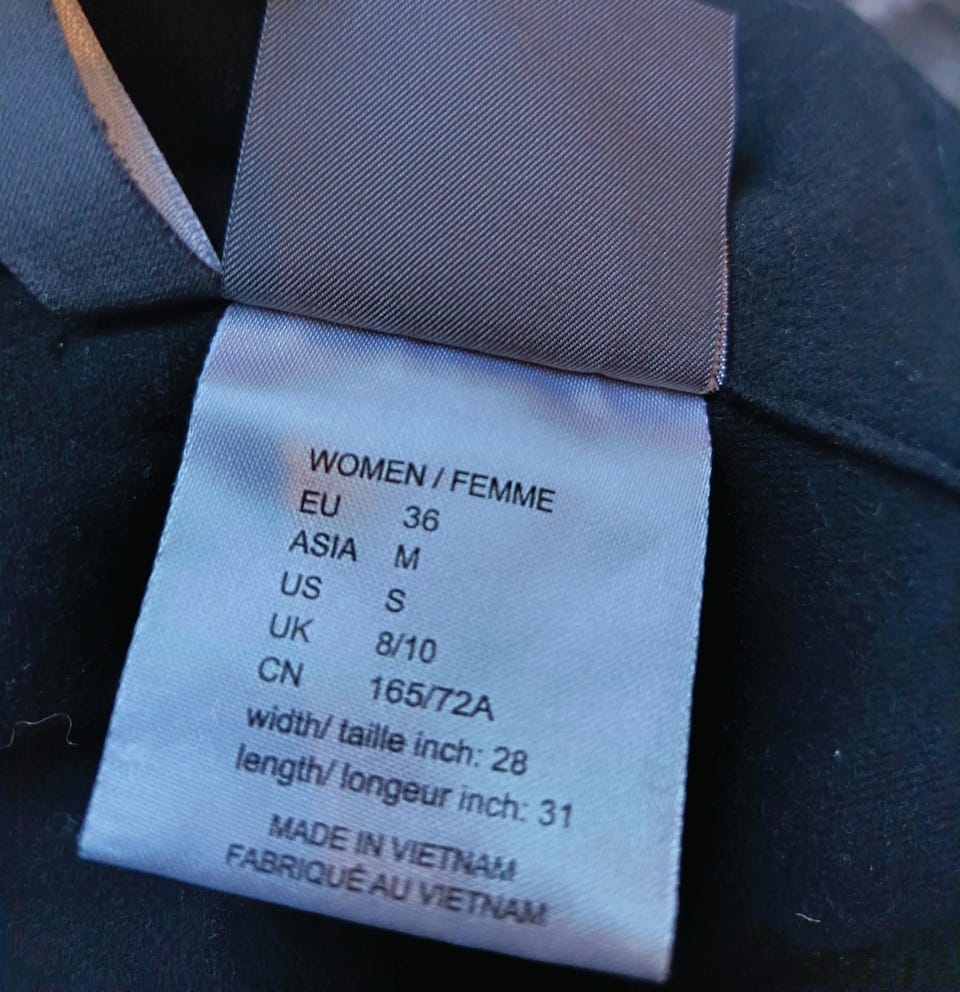 WOMEN / FEMME
EU 36
ASIA M
US S
UK 8/10
CN 165/72A
width/ taille inch: 28
length/ longeur inch: 31
MADE IN VIETNAM
FABRIQUÉ AU VIETNAM